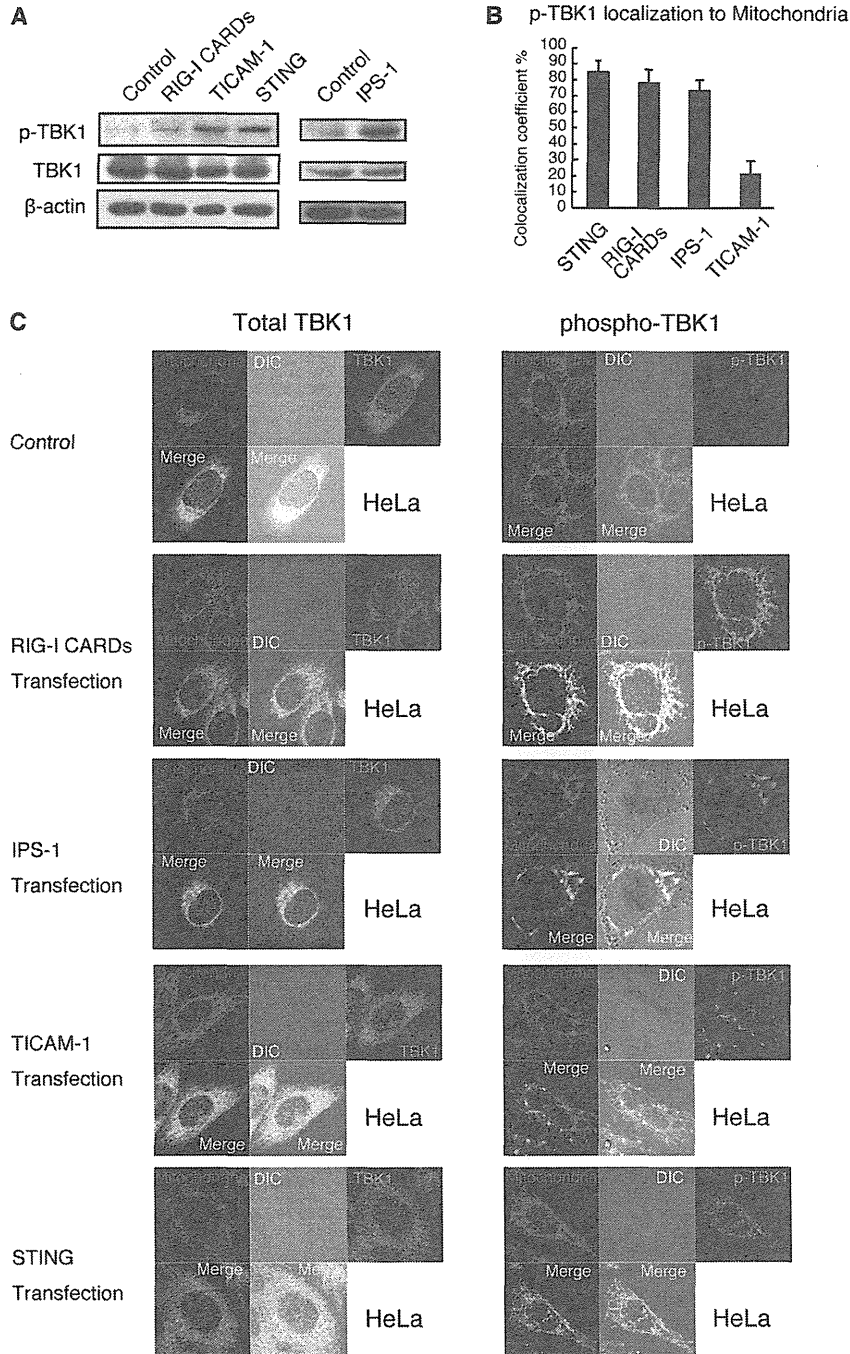 A
Control
RIG-I CARDs
TICAM-1
STING
Control
IPS-1
p-TBK1
TBK1
β-actin
B
p-TBK1 localization to Mitochondria
Colocalization coefficient %
90
80
70
60
50
40
30
20
10
0
STING
RIG-I CARDs
IPS-1
TICAM-1
C
Total TBK1
phospho-TBK1
Control
DIC
TBK1
Merge
Merge
HeLa
DIC
p-TBK1
Merge
Merge
HeLa
RIG-I CARDs
Transfection
DIC
TBK1
Merge
Merge
HeLa
DIC
p-TBK1
Merge
Merge
HeLa
IPS-1
Transfection
DIC
TBK1
Merge
Merge
HeLa
DIC
p-TBK1
Merge
Merge
HeLa
TICAM-1
Transfection
DIC
TBK1
Merge
Merge
HeLa
DIC
p-TBK1
Merge
Merge
HeLa
STING
Transfection
DIC
TBK1
Merge
Merge
HeLa
Mitochondria
DIC
p-TBK1
Merge
Merge
HeLa